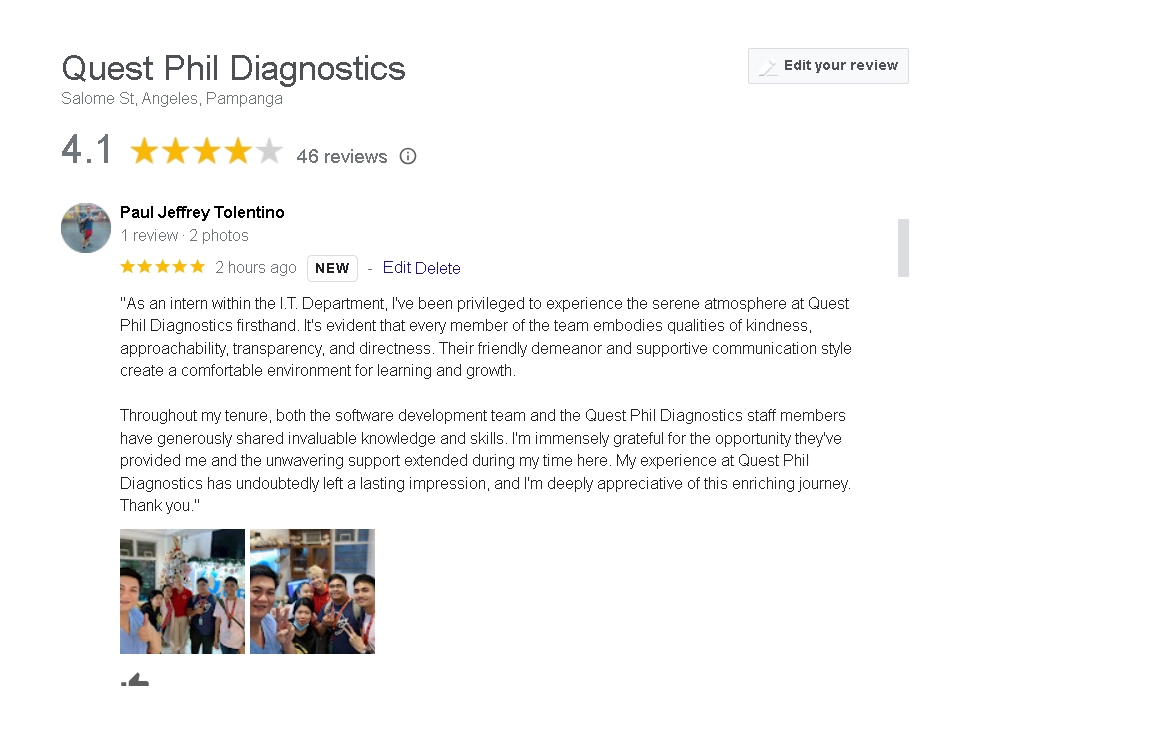 Quest Phil Diagnostics
Edit your review
Salome St, Angeles, Pampanga
4.1 46 reviews
Paul Jeffrey Tolentino
1 review · 2 photos
2 hours ago NEW - Edit Delete
"As an intern within the I.T. Department, I've been privileged to experience the serene atmosphere at Quest
Phil Diagnostics firsthand. It's evident that every member of the team embodies qualities of kindness,
approachability, transparency, and directness. Their friendly demeanor and supportive communication style
create a comfortable environment for learning and growth.
Throughout my tenure, both the software development team and the Quest Phil Diagnostics staff members
have generously shared invaluable knowledge and skills. I'm immensely grateful for the opportunity they've
provided me and the unwavering support extended during my time here. My experience at Quest Phil
Diagnostics has undoubtedly left a lasting impression, and I'm deeply appreciative of this enriching journey.
Thank you."